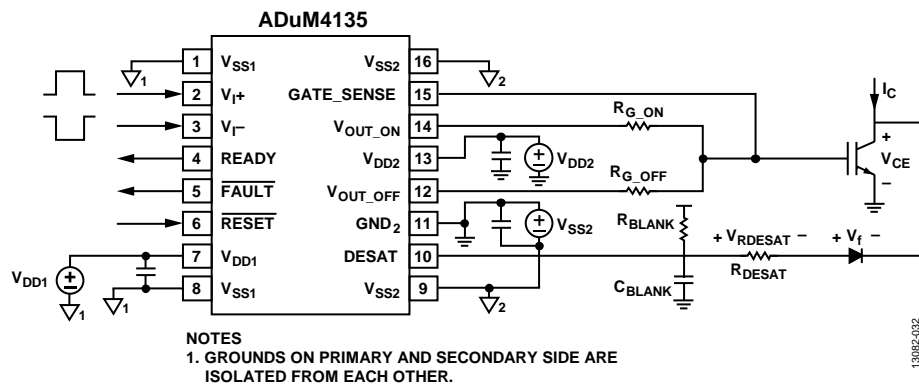 ADuM4135
1 VSS1
2 VI+
3 VI−
4 READY
5 FAULT
6 RESET
7 VDD1
8 VSS1
VSS2 16
GATE_SENSE 15
VOUT_ON 14
VDD2 13
VOUT_OFF 12
GND2 11
DESAT 10
VSS2 9
1
VDD1
1
1
2
RG_ON
VDD2
RG_OFF
VSS2
RBLANK
CBLANK
2
+ VRDESAT −
RDESAT
+ Vf −
IC
+
VCE
−
NOTES
1. GROUNDS ON PRIMARY AND SECONDARY SIDE ARE
ISOLATED FROM EACH OTHER.
13082-032